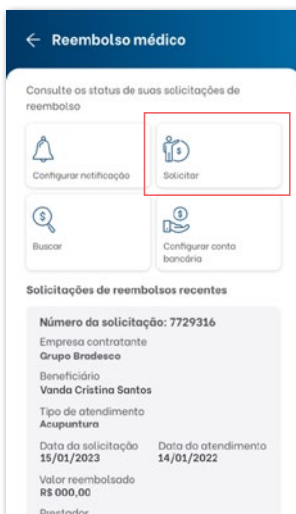 Reembolso médico
Consulte os status de suas solicitações de
reembolso
Configurar notificação
Solicitar
Buscar
Configurar conta
bancária
Solicitações de reembolsos recentes
Número da solicitação: 7729316
Empresa contratante
Grupo Bradesco
Beneficiário
Vanda Cristina Santos
Tipo de atendimento
Acupuntura
Data da solicitação Data do atendimento
15/01/2023 14/01/2022
Valor reembolsado
R$ 000,00
Prestador